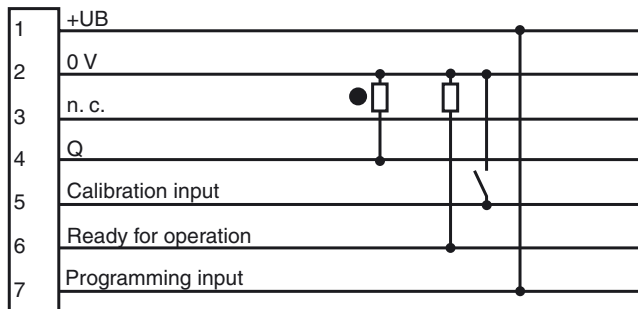 1 +UB
2 0 V
3 n. c.
4 Q
5 Calibration input
6 Ready for operation
7 Programming input